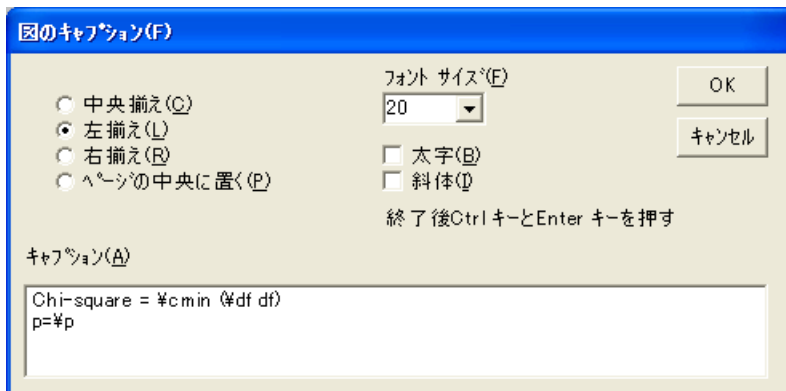 図のｷｬﾌﾟｼｮﾝ(F)
中央揃え(C)
左揃え(L)
右揃え(R)
ﾍﾟｰｼﾞの中央に置く(P)
ﾌｫﾝﾄ ｻｲｽﾞ(F)
20
太字(B)
斜体(I)
終了後CtrlキーとEnterキーを押す
OK
ｷｬﾝｾﾙ
ｷｬﾌﾟｼｮﾝ(A)
Chi-square = ¥cmin (¥df df)
p=¥p